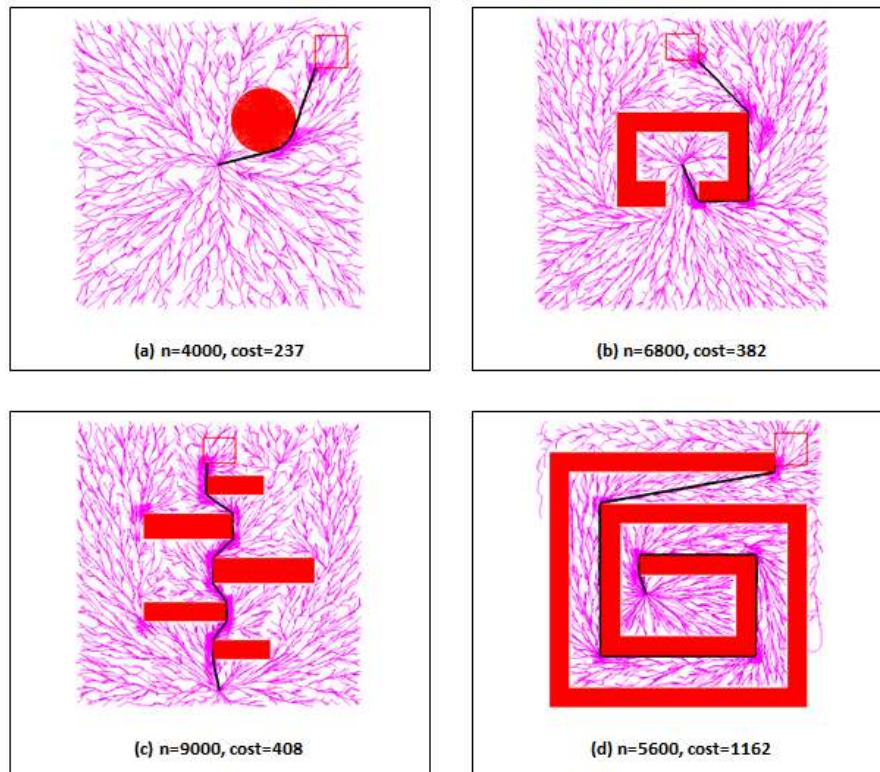 (a) n=4000, cost=237
(b) n=6800, cost=382
(c) n=9000, cost=408
(d) n=5600, cost=1162